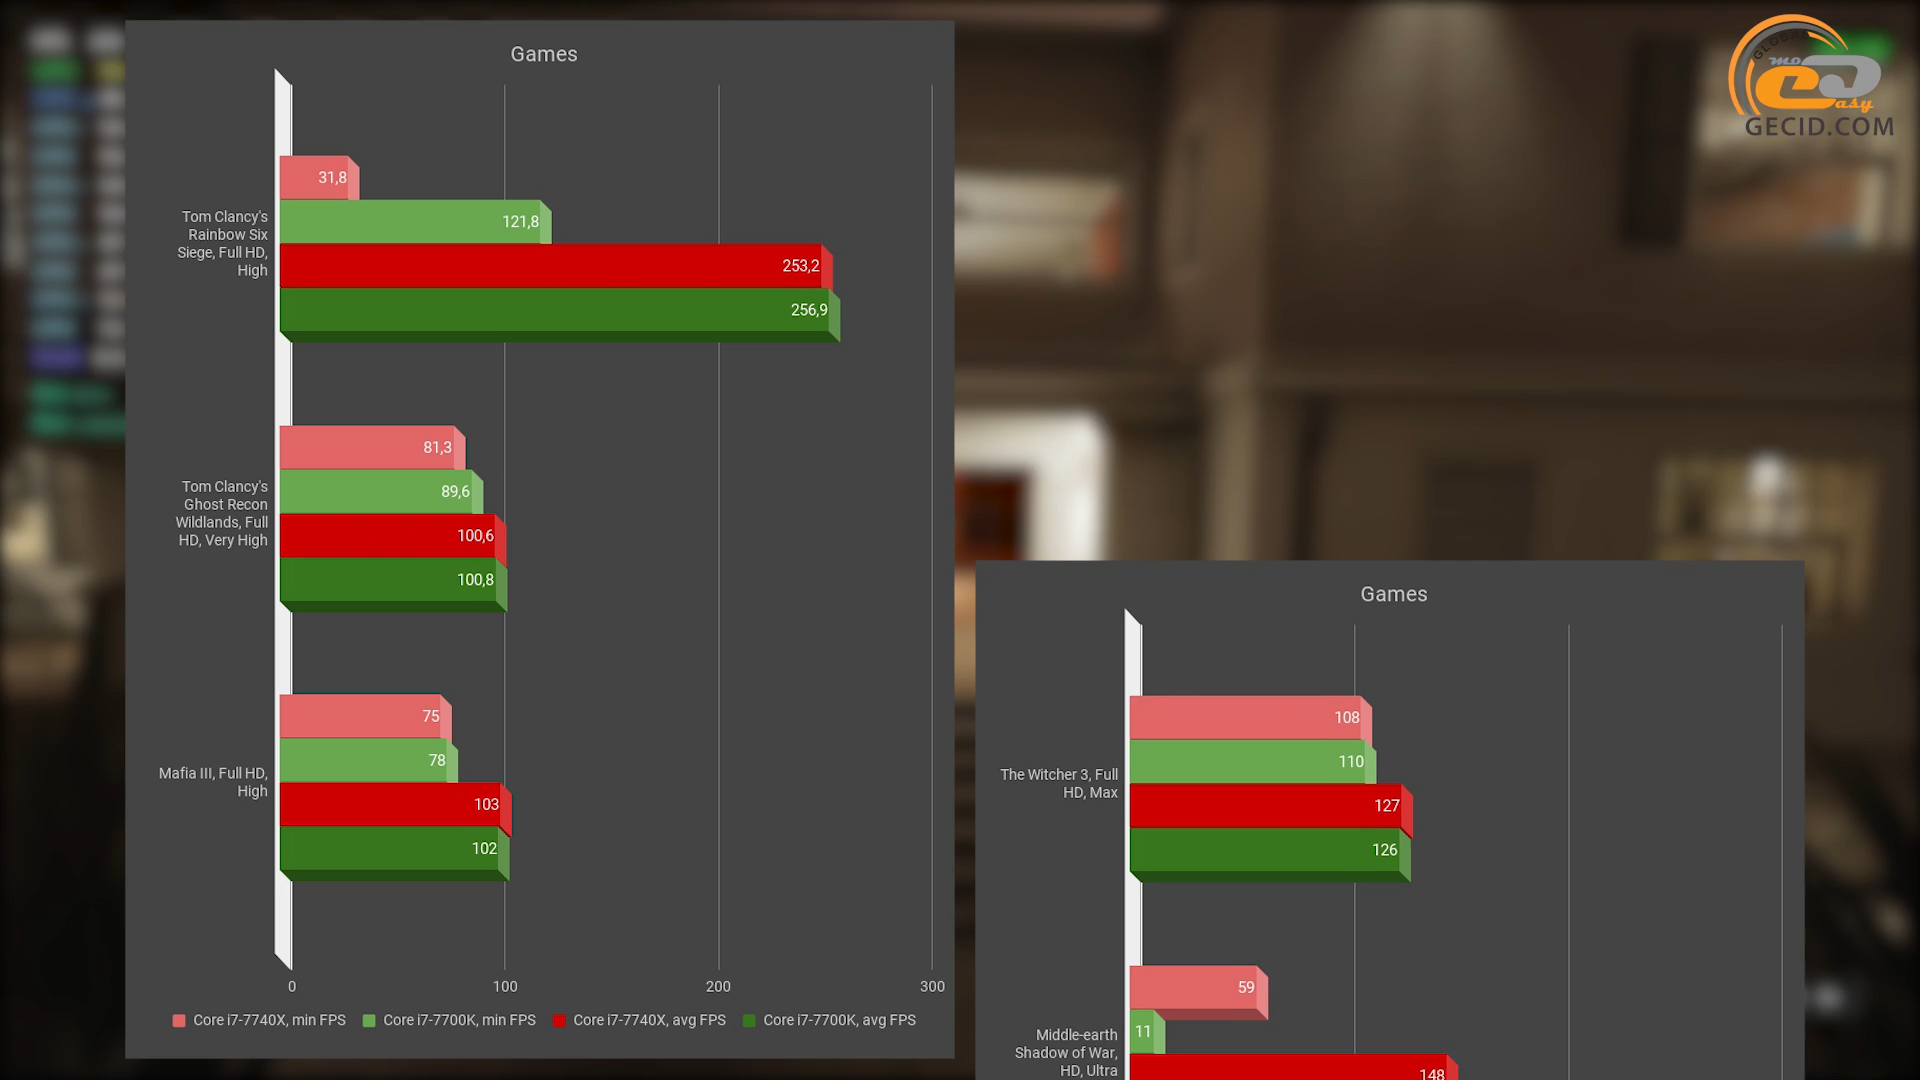 Games
31,8
121,8
253,2
256,9
Tom Clancy's
Rainbow Six
Siege, Full HD,
High
81,3
89,6
100,6
100,8
Tom Clancy's
Ghost Recon
Wildlands, Full
HD, Very High
75
78
103
102
Mafia III, Full HD,
High
0 100 200 300
Core i7-7740X, min FPS Core i7-7700K, min FPS Core i7-7740X, avg FPS Core i7-7700K, avg FPS
GLOBAL
mo
easy
GECID.COM
Games
108
110
127
126
The Witcher 3, Full
HD, Max
59
11
148
Middle-earth
Shadow of War,
HD, Ultra